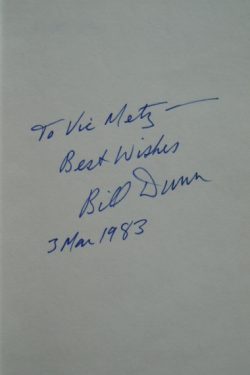 To Vic Metz —
Best Wishes
Bill Dunn
3 Mar 1983